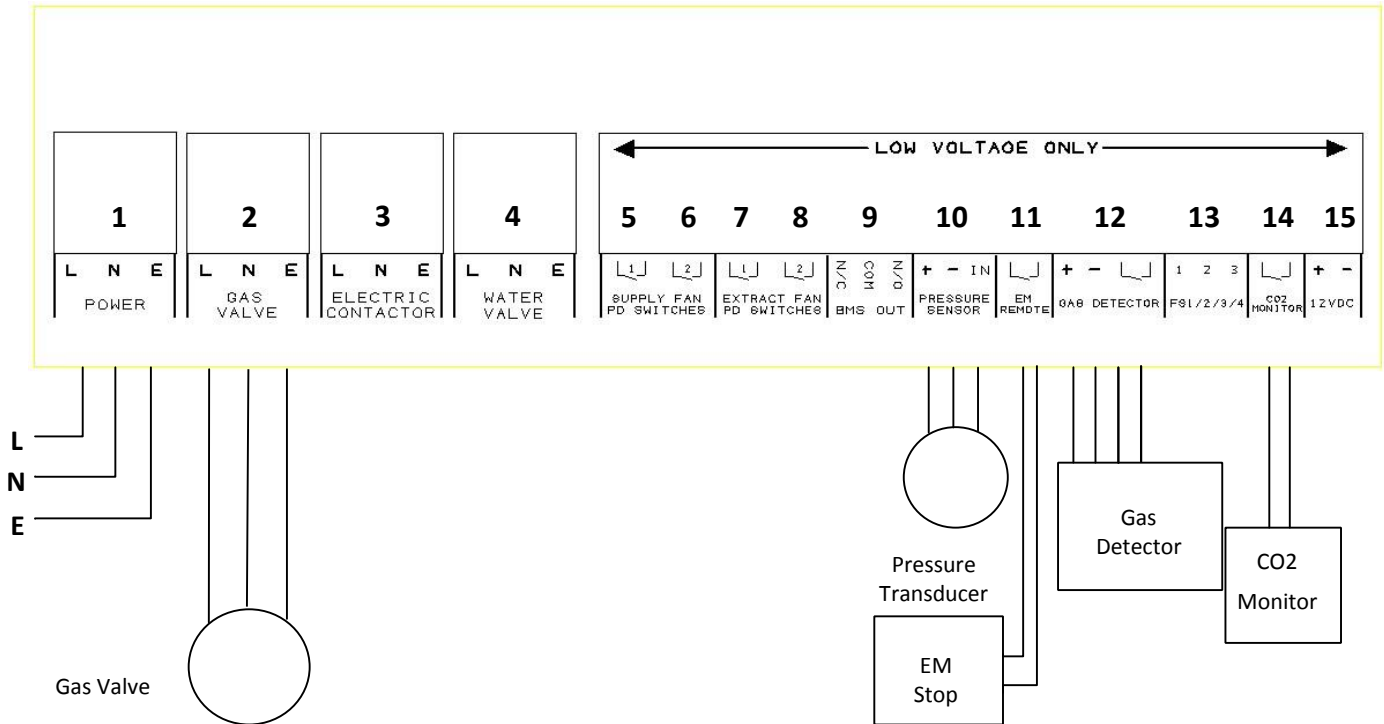 LOW VOLTAGE ONLY
1 2 3 4 5 6 7 8 9 10 11 12 13 14 15
L N E
POWER
L N E
GAS
VALVE
L N E
ELECTRIC
CONTACTOR
L N E
WATER
VALVE
1 2
SUPPLY FAN
PD SWITCHES
1 2
EXTRACT FAN
PD SWITCHES
N/C COM N/O
BMS OUT
+ - IN
PRESSURE
SENSOR
EM
REMOTE
+ -
GAS DETECTOR
1 2 3
FS1/2/3/4
CO2
MONITOR
+ -
12VDC
L
N
E
Gas Valve
Pressure
Transducer
EM
Stop
Gas
Detector
CO2
Monitor